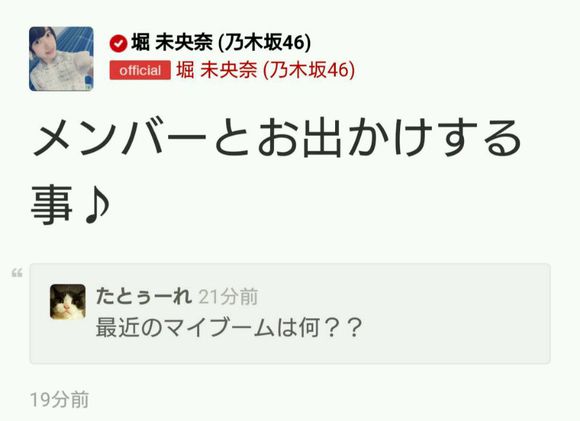 堀 未央奈 (乃木坂46)
official 堀 未央奈 (乃木坂46)
メンバーとお出かけする
事♪
たとぅーれ 21分前
最近のマイブームは何？？
19分前